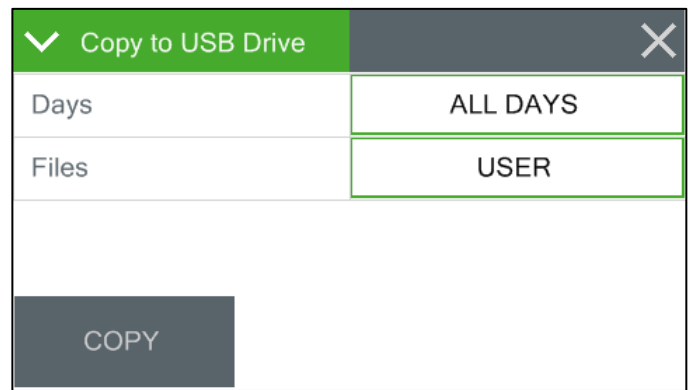 Copy to USB Drive
Days
ALL DAYS
Files
USER
COPY